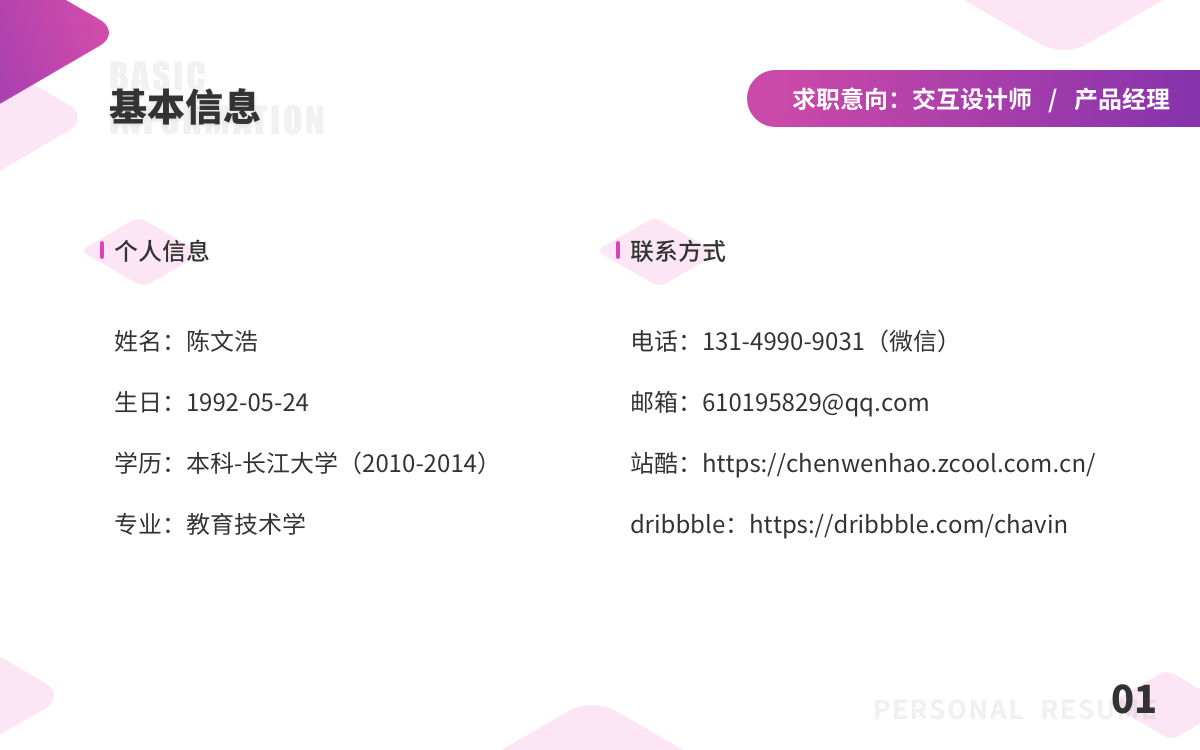 BASIC
基本信息
INFORMATION
求职意向：交互设计师 / 产品经理
个人信息
姓名：陈文浩
生日：1992-05-24
学历：本科-长江大学（2010-2014）
专业：教育技术学
联系方式
电话：131-4990-9031（微信）
邮箱：610195829@qq.com
站酷：https://chenwenhao.zcool.com.cn/
dribbble：https://dribbble.com/chavin
PERSONAL RESUME
01